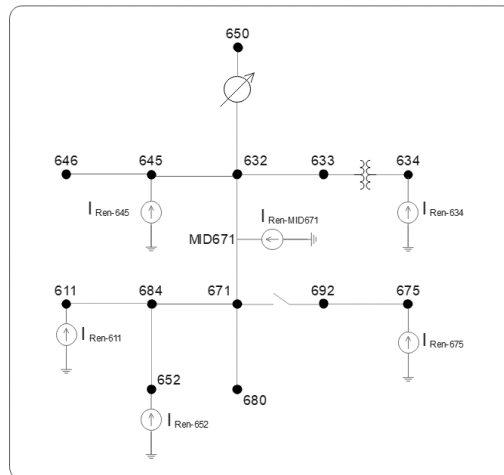 650
646 645 632 633 634
I Ren-645
I Ren-MID671
I Ren-634
MID671
611 684 671 692 675
I Ren-611
I Ren-675
652
680
I Ren-652